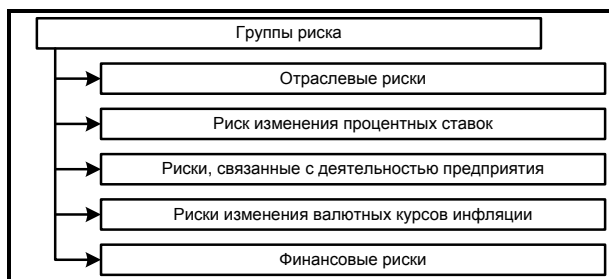 Группы риска
Отраслевые риски
Риск изменения процентных ставок
Риски, связанные с деятельностью предприятия
Риски изменения валютных курсов инфляции
Финансовые риски